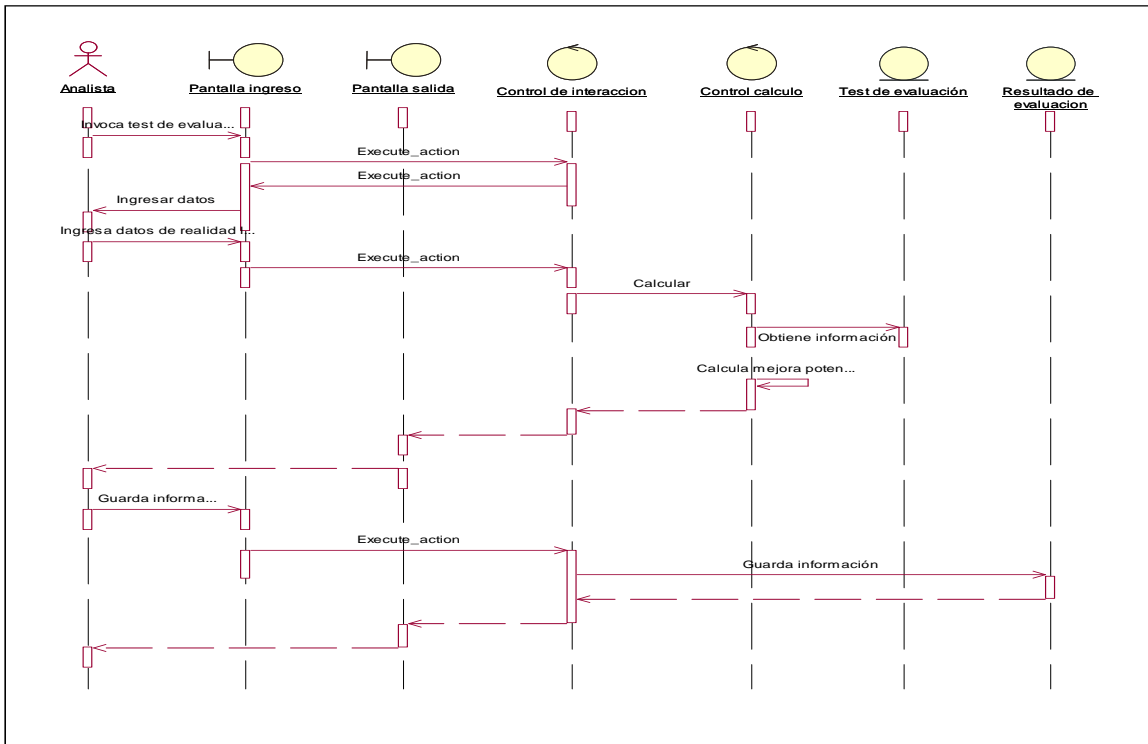 Analista
Pantalla ingreso
Pantalla salida
Control de interaccion
Control calculo
Test de evaluación
Resultado de
evaluacion
Invoca test de evalua...
Execute_action
Execute_action
Ingresar datos
Ingresa datos de realidad
Execute_action
Calcular
Obtiene información
Calcula mejora poten...
Guarda informa...
Execute_action
Guarda información